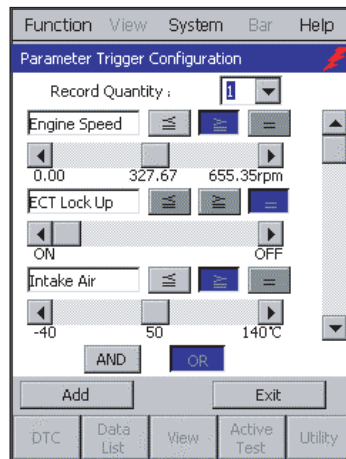 Function View System Bar Help
Parameter Trigger Configuration
Record Quantity : 1
Engine Speed ≦ ≧ =
0.00 327.67 655.35rpm
ECT Lock Up ≦ ≧ =
ON OFF
Intake Air ≦ ≧ =
-40 50 140℃
AND OR
Add Exit
DTC Data List View Active Test Utility